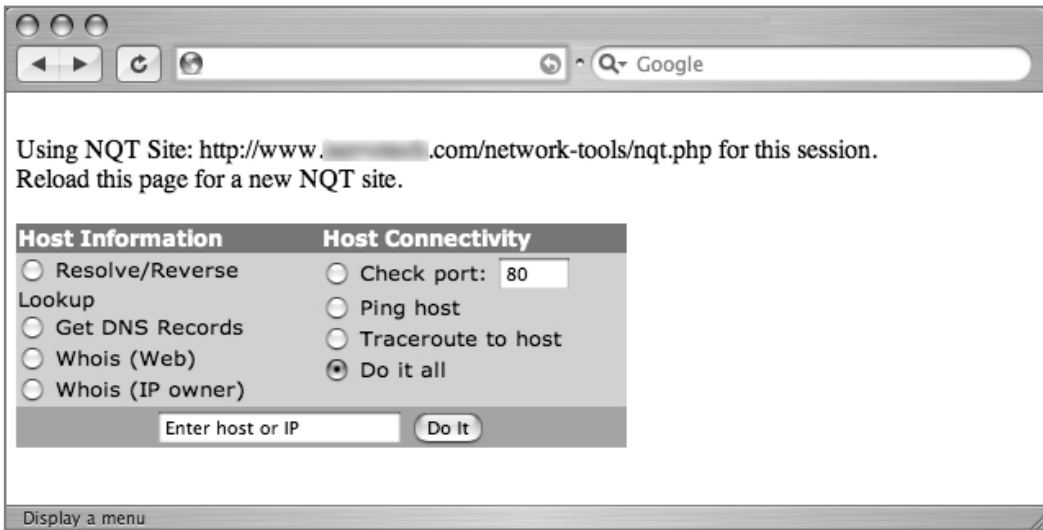 Google
Using NQT Site: http://www. .com/network-tools/nqt.php for this session.
Reload this page for a new NQT site.
Host Information
Resolve/Reverse
Lookup
Get DNS Records
Whois (Web)
Whois (IP owner)
Host Connectivity
Check port: 80
Ping host
Traceroute to host
Do it all
Enter host or IP Do It
Display a menu